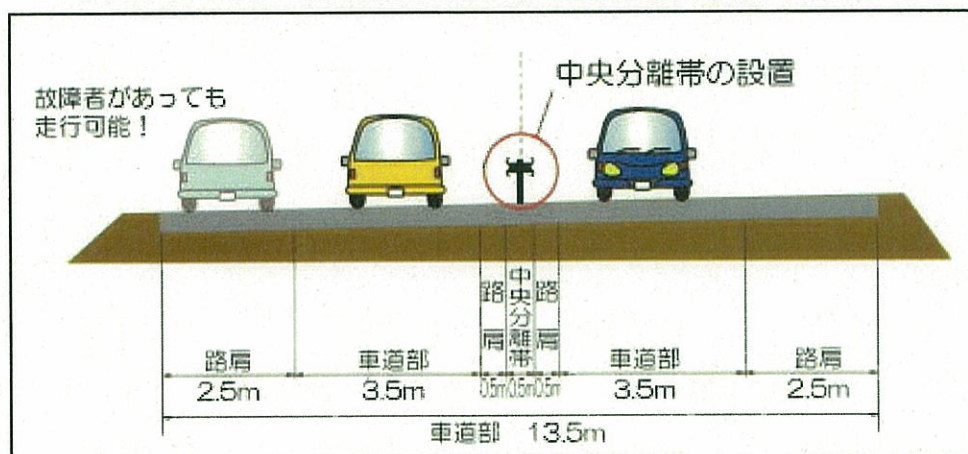 中央分離帯の設置
故障者があっても
走行可能！
路肩
中央分離帯
路肩
路肩 車道部 車道部 路肩
2.5m 3.5m 0.5m 0.5m 0.5m 3.5m 2.5m
車道部 13.5m